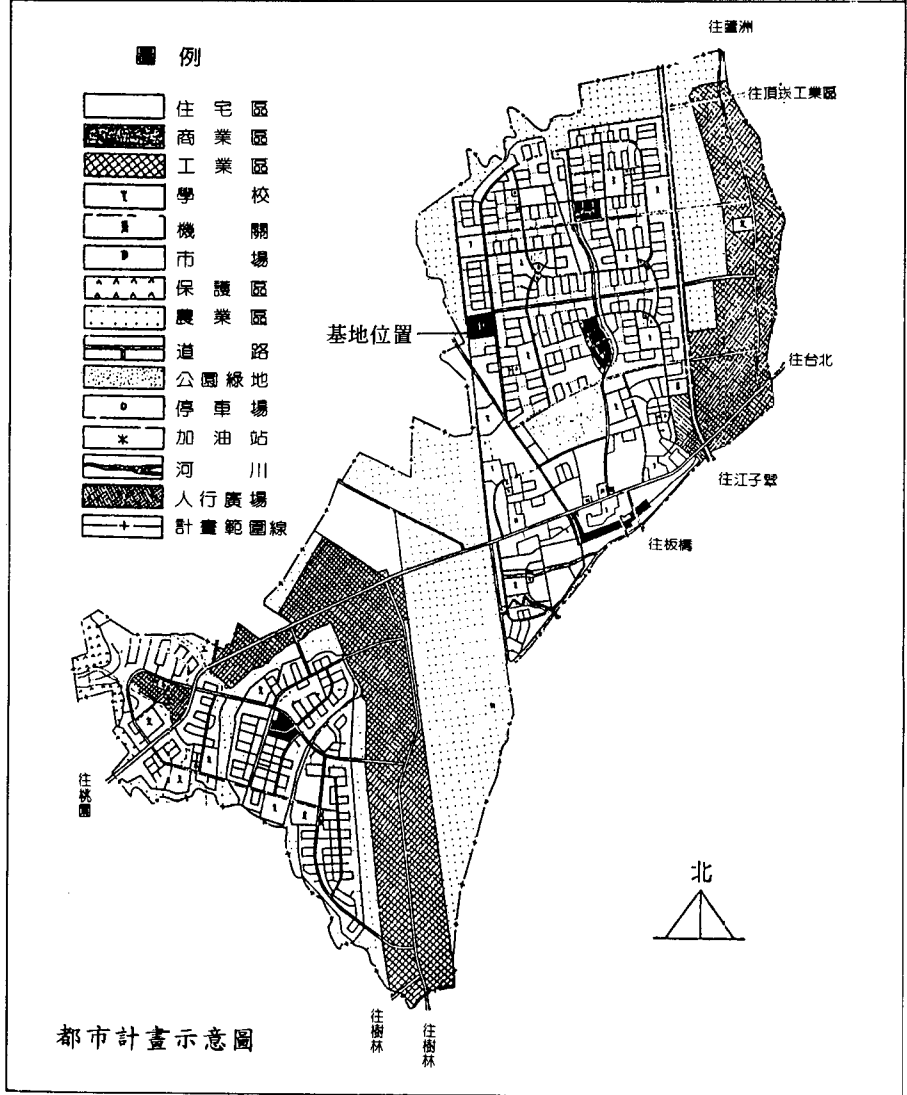 圖例
住宅區
商業區
工業區
學校
機關
市場
保護區
農業區
道路
公園綠地
停車場
加油站
河川
人行廣場
計畫範圍線
往蘆洲
往頂崁工業區
基地位置
往台北
往江子翠
往板橋
往桃園
北
往樹林
往樹林
都市計畫示意圖